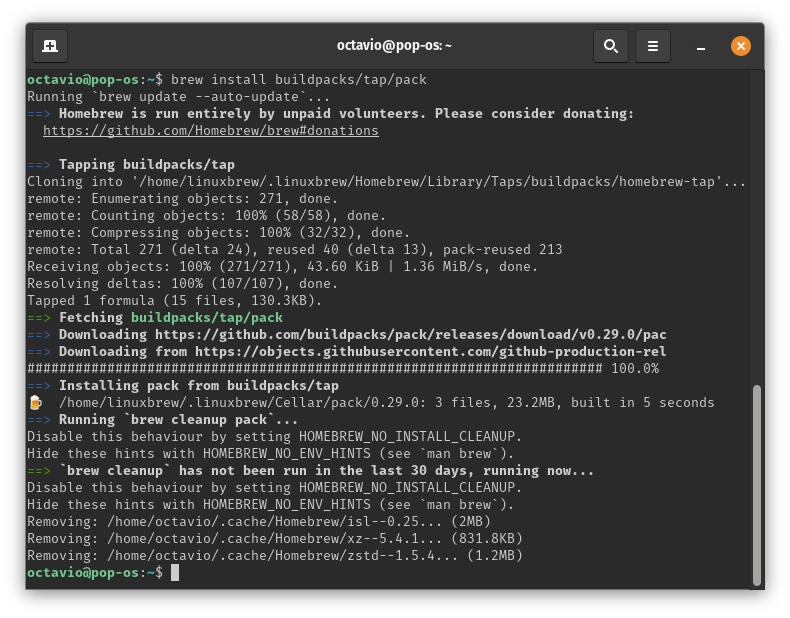 octavio@pop-os: ~
octavio@pop-os:~$ brew install buildpacks/tap/pack
Running `brew update --auto-update`...
==> Homebrew is run entirely by unpaid volunteers. Please consider donating:
  https://github.com/Homebrew/brew#donations
==> Tapping buildpacks/tap
Cloning into '/home/linuxbrew/.linuxbrew/Homebrew/Library/Taps/buildpacks/homebrew-tap'...
remote: Enumerating objects: 271, done.
remote: Counting objects: 100% (58/58), done.
remote: Compressing objects: 100% (32/32), done.
remote: Total 271 (delta 24), reused 40 (delta 13), pack-reused 213
Receiving objects: 100% (271/271), 43.60 KiB | 1.36 MiB/s, done.
Resolving deltas: 100% (107/107), done.
Tapped 1 formula (15 files, 130.3KB).
==> Fetching buildpacks/tap/pack
==> Downloading https://github.com/buildpacks/pack/releases/download/v0.29.0/pac
==> Downloading from https://objects.githubusercontent.com/github-production-rel
######################################################################## 100.0%
==> Installing pack from buildpacks/tap
🍺  /home/linuxbrew/.linuxbrew/Cellar/pack/0.29.0: 3 files, 23.2MB, built in 5 seconds
==> Running `brew cleanup pack`...
Disable this behaviour by setting HOMEBREW_NO_INSTALL_CLEANUP.
Hide these hints with HOMEBREW_NO_ENV_HINTS (see `man brew`).
==> `brew cleanup` has not been run in the last 30 days, running now...
Disable this behaviour by setting HOMEBREW_NO_INSTALL_CLEANUP.
Hide these hints with HOMEBREW_NO_ENV_HINTS (see `man brew`).
Removing: /home/octavio/.cache/Homebrew/isl--0.25... (2MB)
Removing: /home/octavio/.cache/Homebrew/xz--5.4.1... (831.8KB)
Removing: /home/octavio/.cache/Homebrew/zstd--1.5.4... (1.2MB)
octavio@pop-os:~$